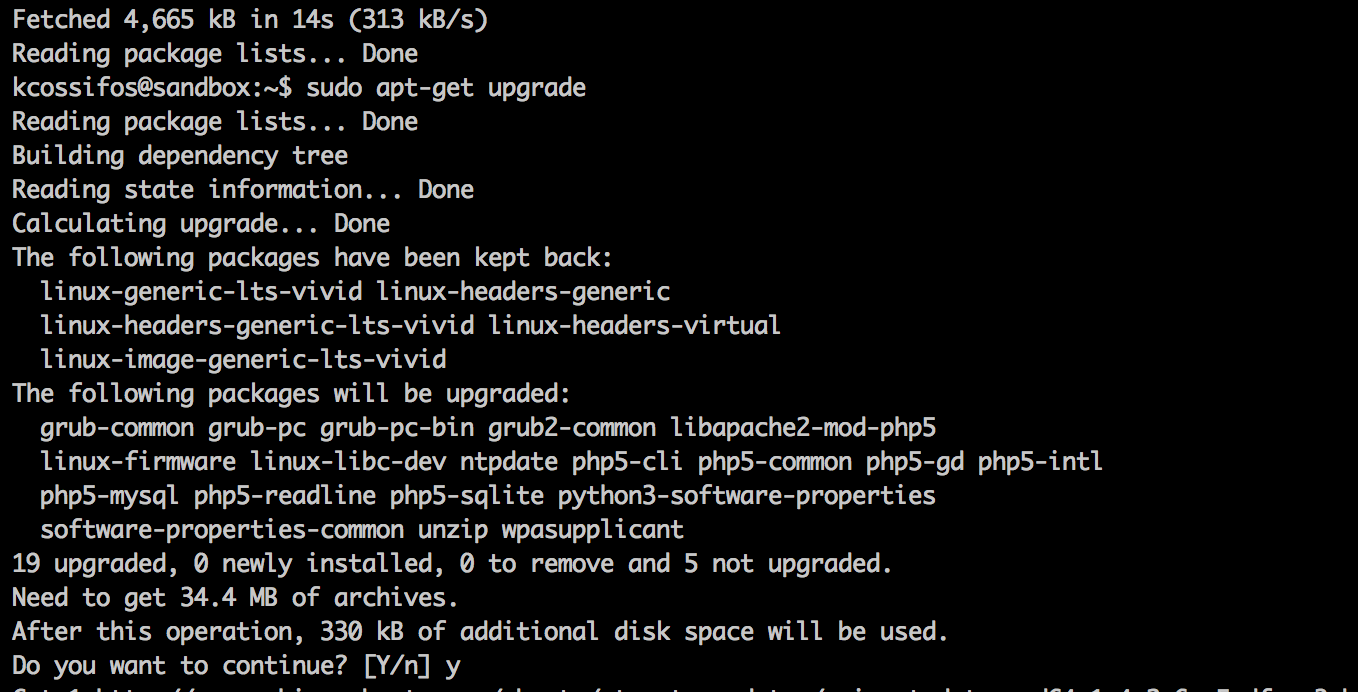 Fetched 4,665 kB in 14s (313 kB/s)
Reading package lists... Done
kcossifos@sandbox:~$ sudo apt-get upgrade
Reading package lists... Done
Building dependency tree
Reading state information... Done
Calculating upgrade... Done
The following packages have been kept back:
  linux-generic-lts-vivid linux-headers-generic
  linux-headers-generic-lts-vivid linux-headers-virtual
  linux-image-generic-lts-vivid
The following packages will be upgraded:
  grub-common grub-pc grub-pc-bin grub2-common libapache2-mod-php5
  linux-firmware linux-libc-dev ntpdate php5-cli php5-common php5-gd php5-intl
  php5-mysql php5-readline php5-sqlite python3-software-properties
  software-properties-common unzip wpasupplicant
19 upgraded, 0 newly installed, 0 to remove and 5 not upgraded.
Need to get 34.4 MB of archives.
After this operation, 330 kB of additional disk space will be used.
Do you want to continue? [Y/n] y